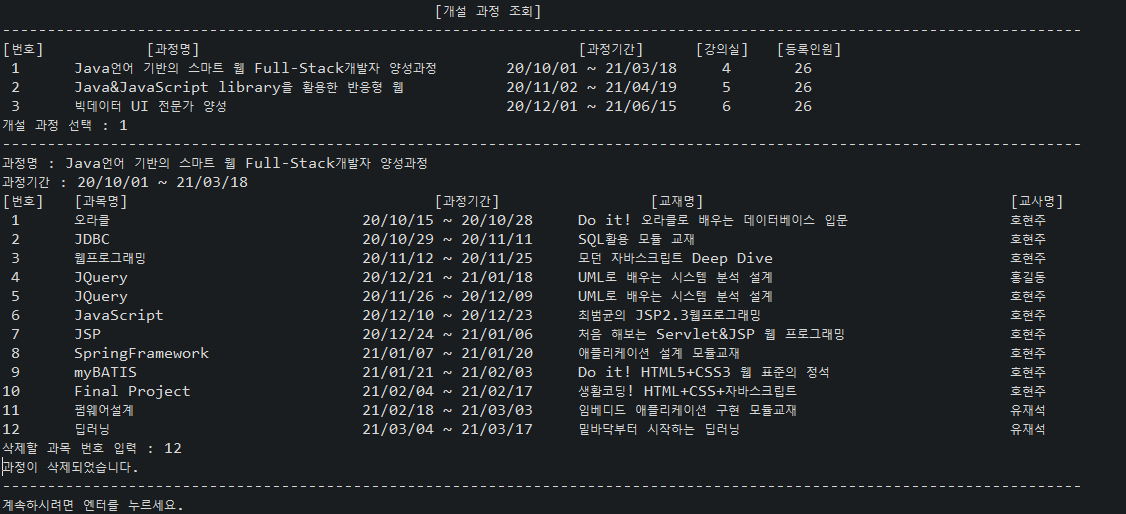 [개설 과정 조회]
------------------------------------------------------------------------------------------------------------------------
[번호] [과정명] [과정기간] [강의실] [등록인원]
1 Java언어 기반의 스마트 웹 Full-Stack개발자 양성과정 20/10/01 ~ 21/03/18 4 26
2 Java&JavaScript library을 활용한 반응형 웹 20/11/02 ~ 21/04/19 5 26
3 빅데이터 UI 전문가 양성 20/12/01 ~ 21/06/15 6 26
개설 과정 선택 : 1
------------------------------------------------------------------------------------------------------------------------
과정명 : Java언어 기반의 스마트 웹 Full-Stack개발자 양성과정
과정기간 : 20/10/01 ~ 21/03/18
[번호] [과목명] [과정기간] [교재명] [교사명]
1 오라클 20/10/15 ~ 20/10/28 Do it! 오라클로 배우는 데이터베이스 입문 호현주
2 JDBC 20/10/29 ~ 20/11/11 SQL활용 모듈 교재 호현주
3 웹프로그래밍 20/11/12 ~ 20/11/25 모던 자바스크립트 Deep Dive 호현주
4 JQuery 20/12/21 ~ 21/01/18 UML로 배우는 시스템 분석 설계 홍길동
5 JQuery 20/11/26 ~ 20/12/09 UML로 배우는 시스템 분석 설계 호현주
6 JavaScript 20/12/10 ~ 20/12/23 최범균의 JSP2.3웹프로그래밍 호현주
7 JSP 20/12/24 ~ 21/01/06 처음 해보는 Servlet&JSP 웹 프로그래밍 호현주
8 SpringFramework 21/01/07 ~ 21/01/20 애플리케이션 설계 모듈교재 호현주
9 myBATIS 21/01/21 ~ 21/02/03 Do it! HTML5+CSS3 웹 표준의 정석 호현주
10 Final Project 21/02/04 ~ 21/02/17 생활코딩! HTML+CSS+자바스크립트 호현주
11 펌웨어설계 21/02/18 ~ 21/03/03 임베디드 애플리케이션 구현 모듈교재 유재석
12 딥러닝 21/03/04 ~ 21/03/17 밑바닥부터 시작하는 딥러닝 유재석
삭제할 과목 번호 입력 : 12
과정이 삭제되었습니다.
------------------------------------------------------------------------------------------------------------------------
계속하시려면 엔터를 누르세요.